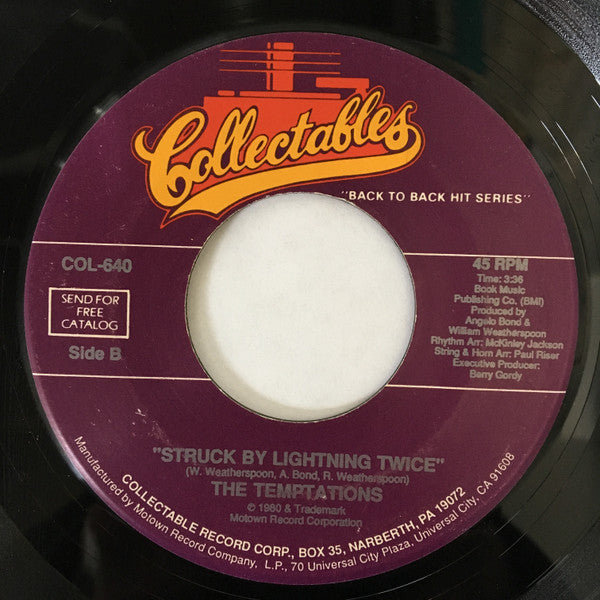 Collectables
"BACK TO BACK HIT SERIES"
COL-640
SEND FOR
FREE
CATALOG
Side B
45 RPM
Time: 3:36
Book Music
Publishing Co. (BMI)
Produced by
Angelo Bond &
William Weatherspoon
Rhythm Arr: McKinley Jackson
String & Horn Arr: Paul Riser
Executive Producer:
Berry Gordy
"STRUCK BY LIGHTNING TWICE"
(W. Weatherspoon, A. Bond, R. Weatherspoon)
THE TEMPTATIONS
© 1980 & Trademark
Motown Record Corporation
COLLECTABLE RECORD CORP., BOX 35, NARBERTH, PA 19072
Manufactured by Motown Record Company, L.P., 70 Universal City Plaza, Universal City, CA 91608